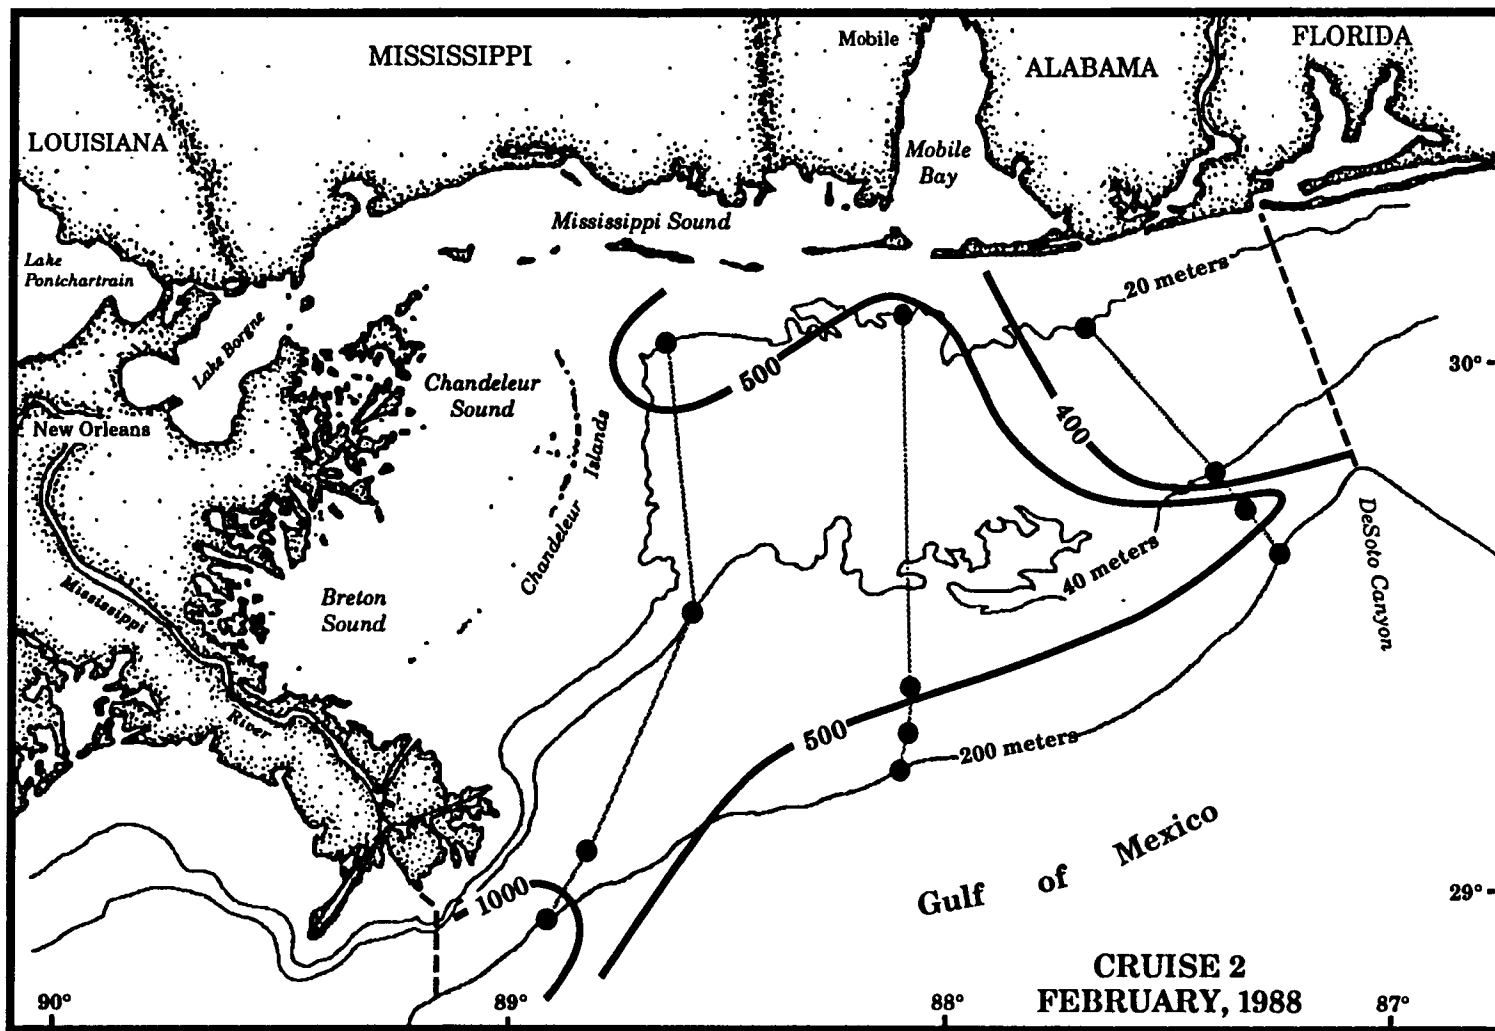 MISSISSIPPI
Mobile
ALABAMA
FLORIDA
LOUISIANA
Mobile
Bay
Mississippi Sound
Lake
Pontchartrain
20 meters
Lake Borgne
Chandeleur
Sound
500
30°
400
New Orleans
Chandeleur Islands
DeSoto Canyon
40 meters
Mississippi
River
Breton
Sound
500
200 meters
Gulf of Mexico
1000
29°
CRUISE 2
FEBRUARY, 1988
90°
89°
88°
87°